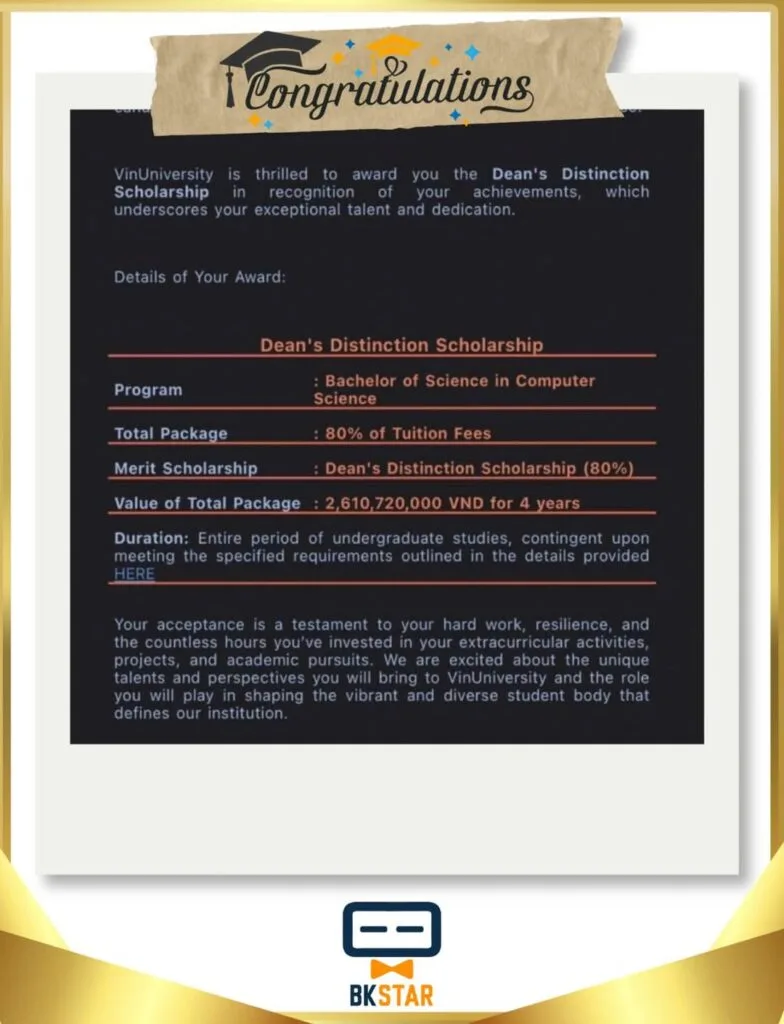 Congratulations
VinUniversity is thrilled to award you the Dean's Distinction
Scholarship in recognition of your achievements, which
underscores your exceptional talent and dedication.
Details of Your Award:
Dean's Distinction Scholarship
Program : Bachelor of Science in Computer
Science
Total Package : 80% of Tuition Fees
Merit Scholarship : Dean's Distinction Scholarship (80%)
Value of Total Package : 2,610,720,000 VND for 4 years
Duration: Entire period of undergraduate studies, contingent upon
meeting the specified requirements outlined in the details provided
HERE
Your acceptance is a testament to your hard work, resilience, and
the countless hours you've invested in your extracurricular activities,
projects, and academic pursuits. We are excited about the unique
talents and perspectives you will bring to VinUniversity and the role
you will play in shaping the vibrant and diverse student body that
defines our institution.
BKSTAR